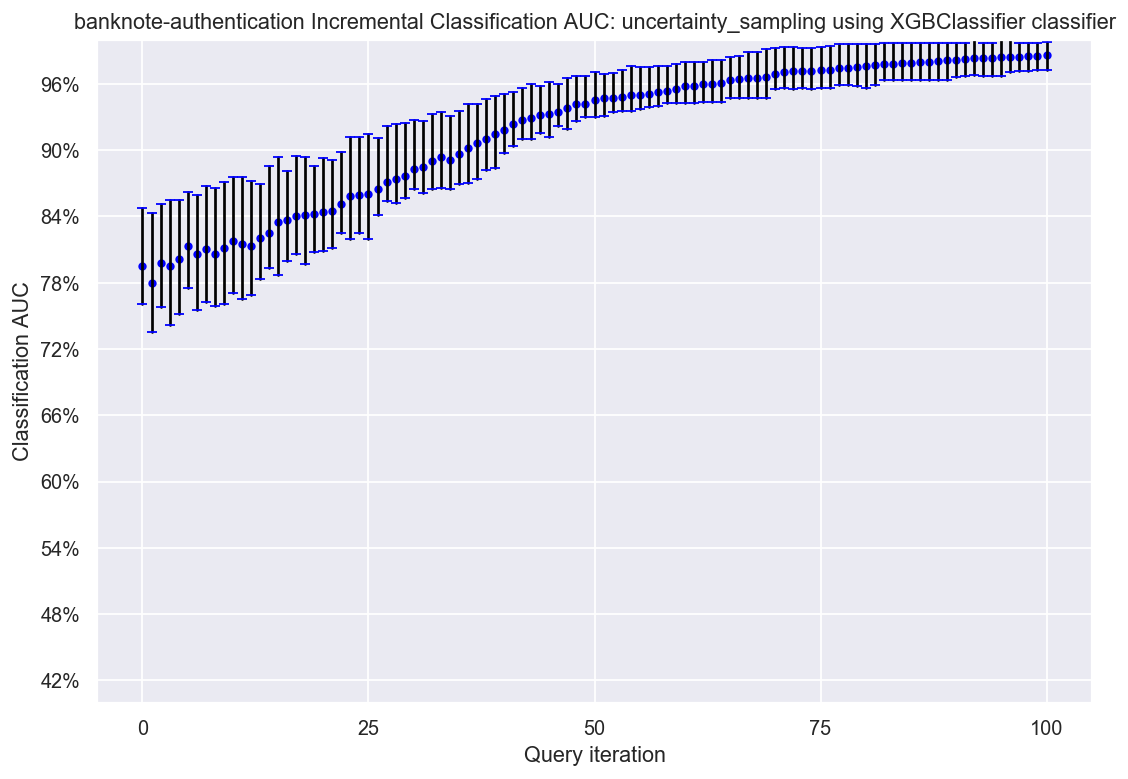 banknote-authentication Incremental Classification AUC: uncertainty_sampling using XGBClassifier classifier
96%
90%
84%
78%
72%
66%
60%
54%
48%
42%
Classification AUC
0 25 50 75 100
Query iteration